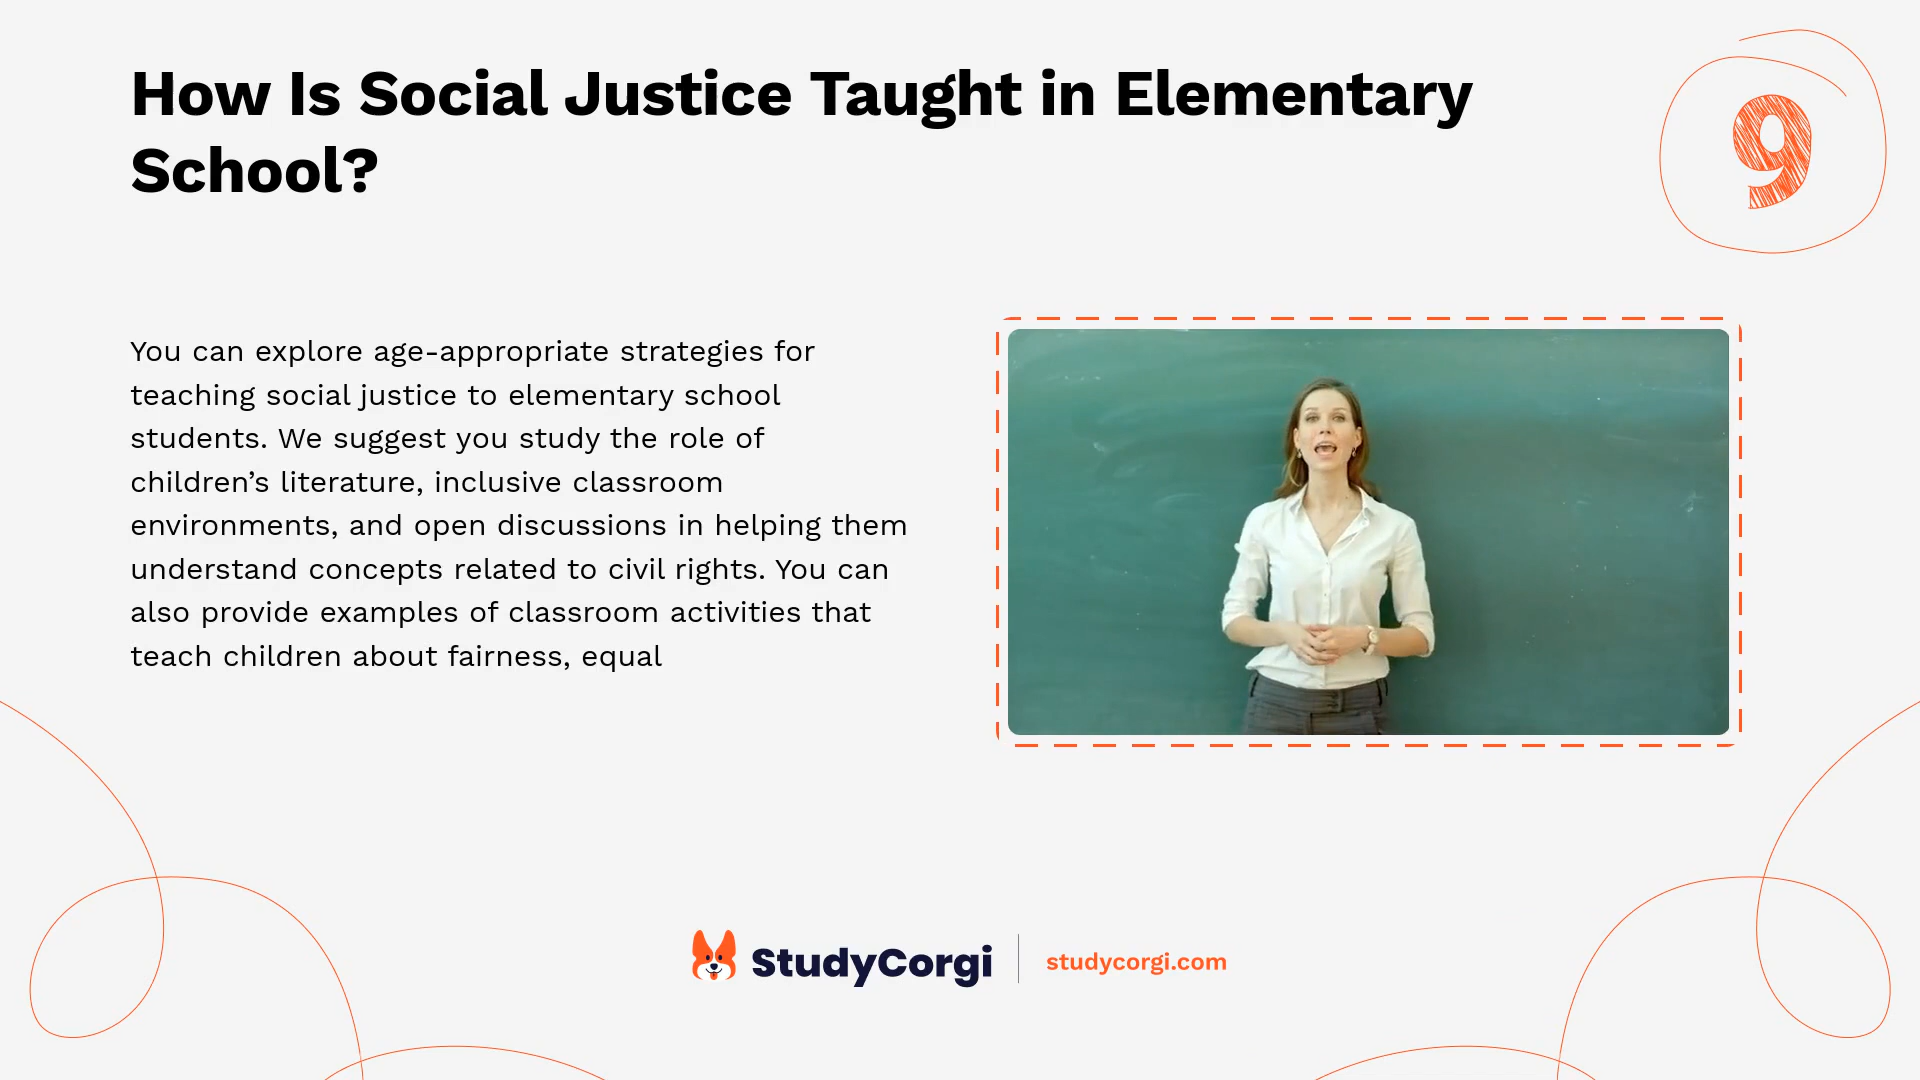 How Is Social Justice Taught in Elementary
School?
9
You can explore age-appropriate strategies for
teaching social justice to elementary school
students. We suggest you study the role of
children’s literature, inclusive classroom
environments, and open discussions in helping them
understand concepts related to civil rights. You can
also provide examples of classroom activities that
teach children about fairness, equal
StudyCorgi
studycorgi.com